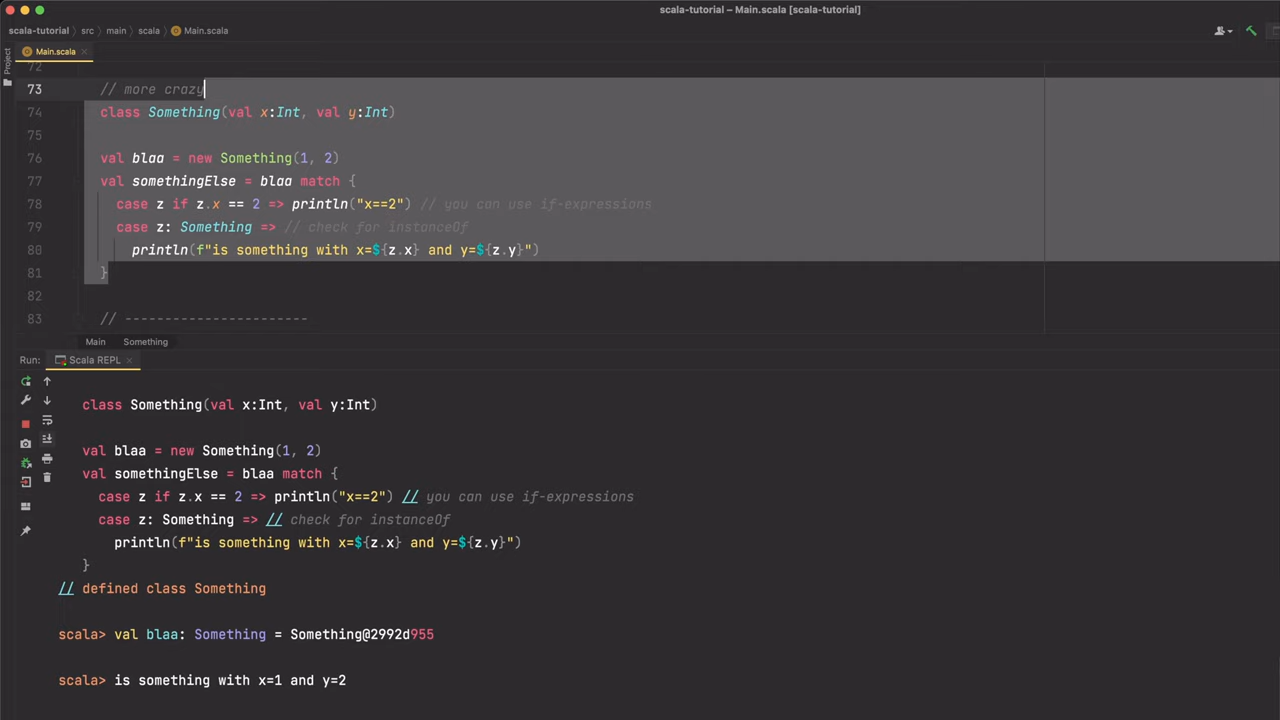 scala-tutorial – Main.scala [scala-tutorial]
scala-tutorial › src › main › scala › Main.scala
Project
Main.scala
72
73 // more crazy
74 class Something(val x:Int, val y:Int)
75
76 val blaa = new Something(1, 2)
77 val somethingElse = blaa match {
78 case z if z.x == 2 => println("x==2") // you can use if-expressions
79 case z: Something => // check for instanceOf
80 println(f"is something with x=${z.x} and y=${z.y}")
81 }
82
83 // -----------------------
Main Something
Run: Scala REPL
class Something(val x:Int, val y:Int)
val blaa = new Something(1, 2)
val somethingElse = blaa match {
case z if z.x == 2 => println("x==2") // you can use if-expressions
case z: Something => // check for instanceOf
println(f"is something with x=${z.x} and y=${z.y}")
}
// defined class Something
scala> val blaa: Something = Something@2992d955
scala> is something with x=1 and y=2